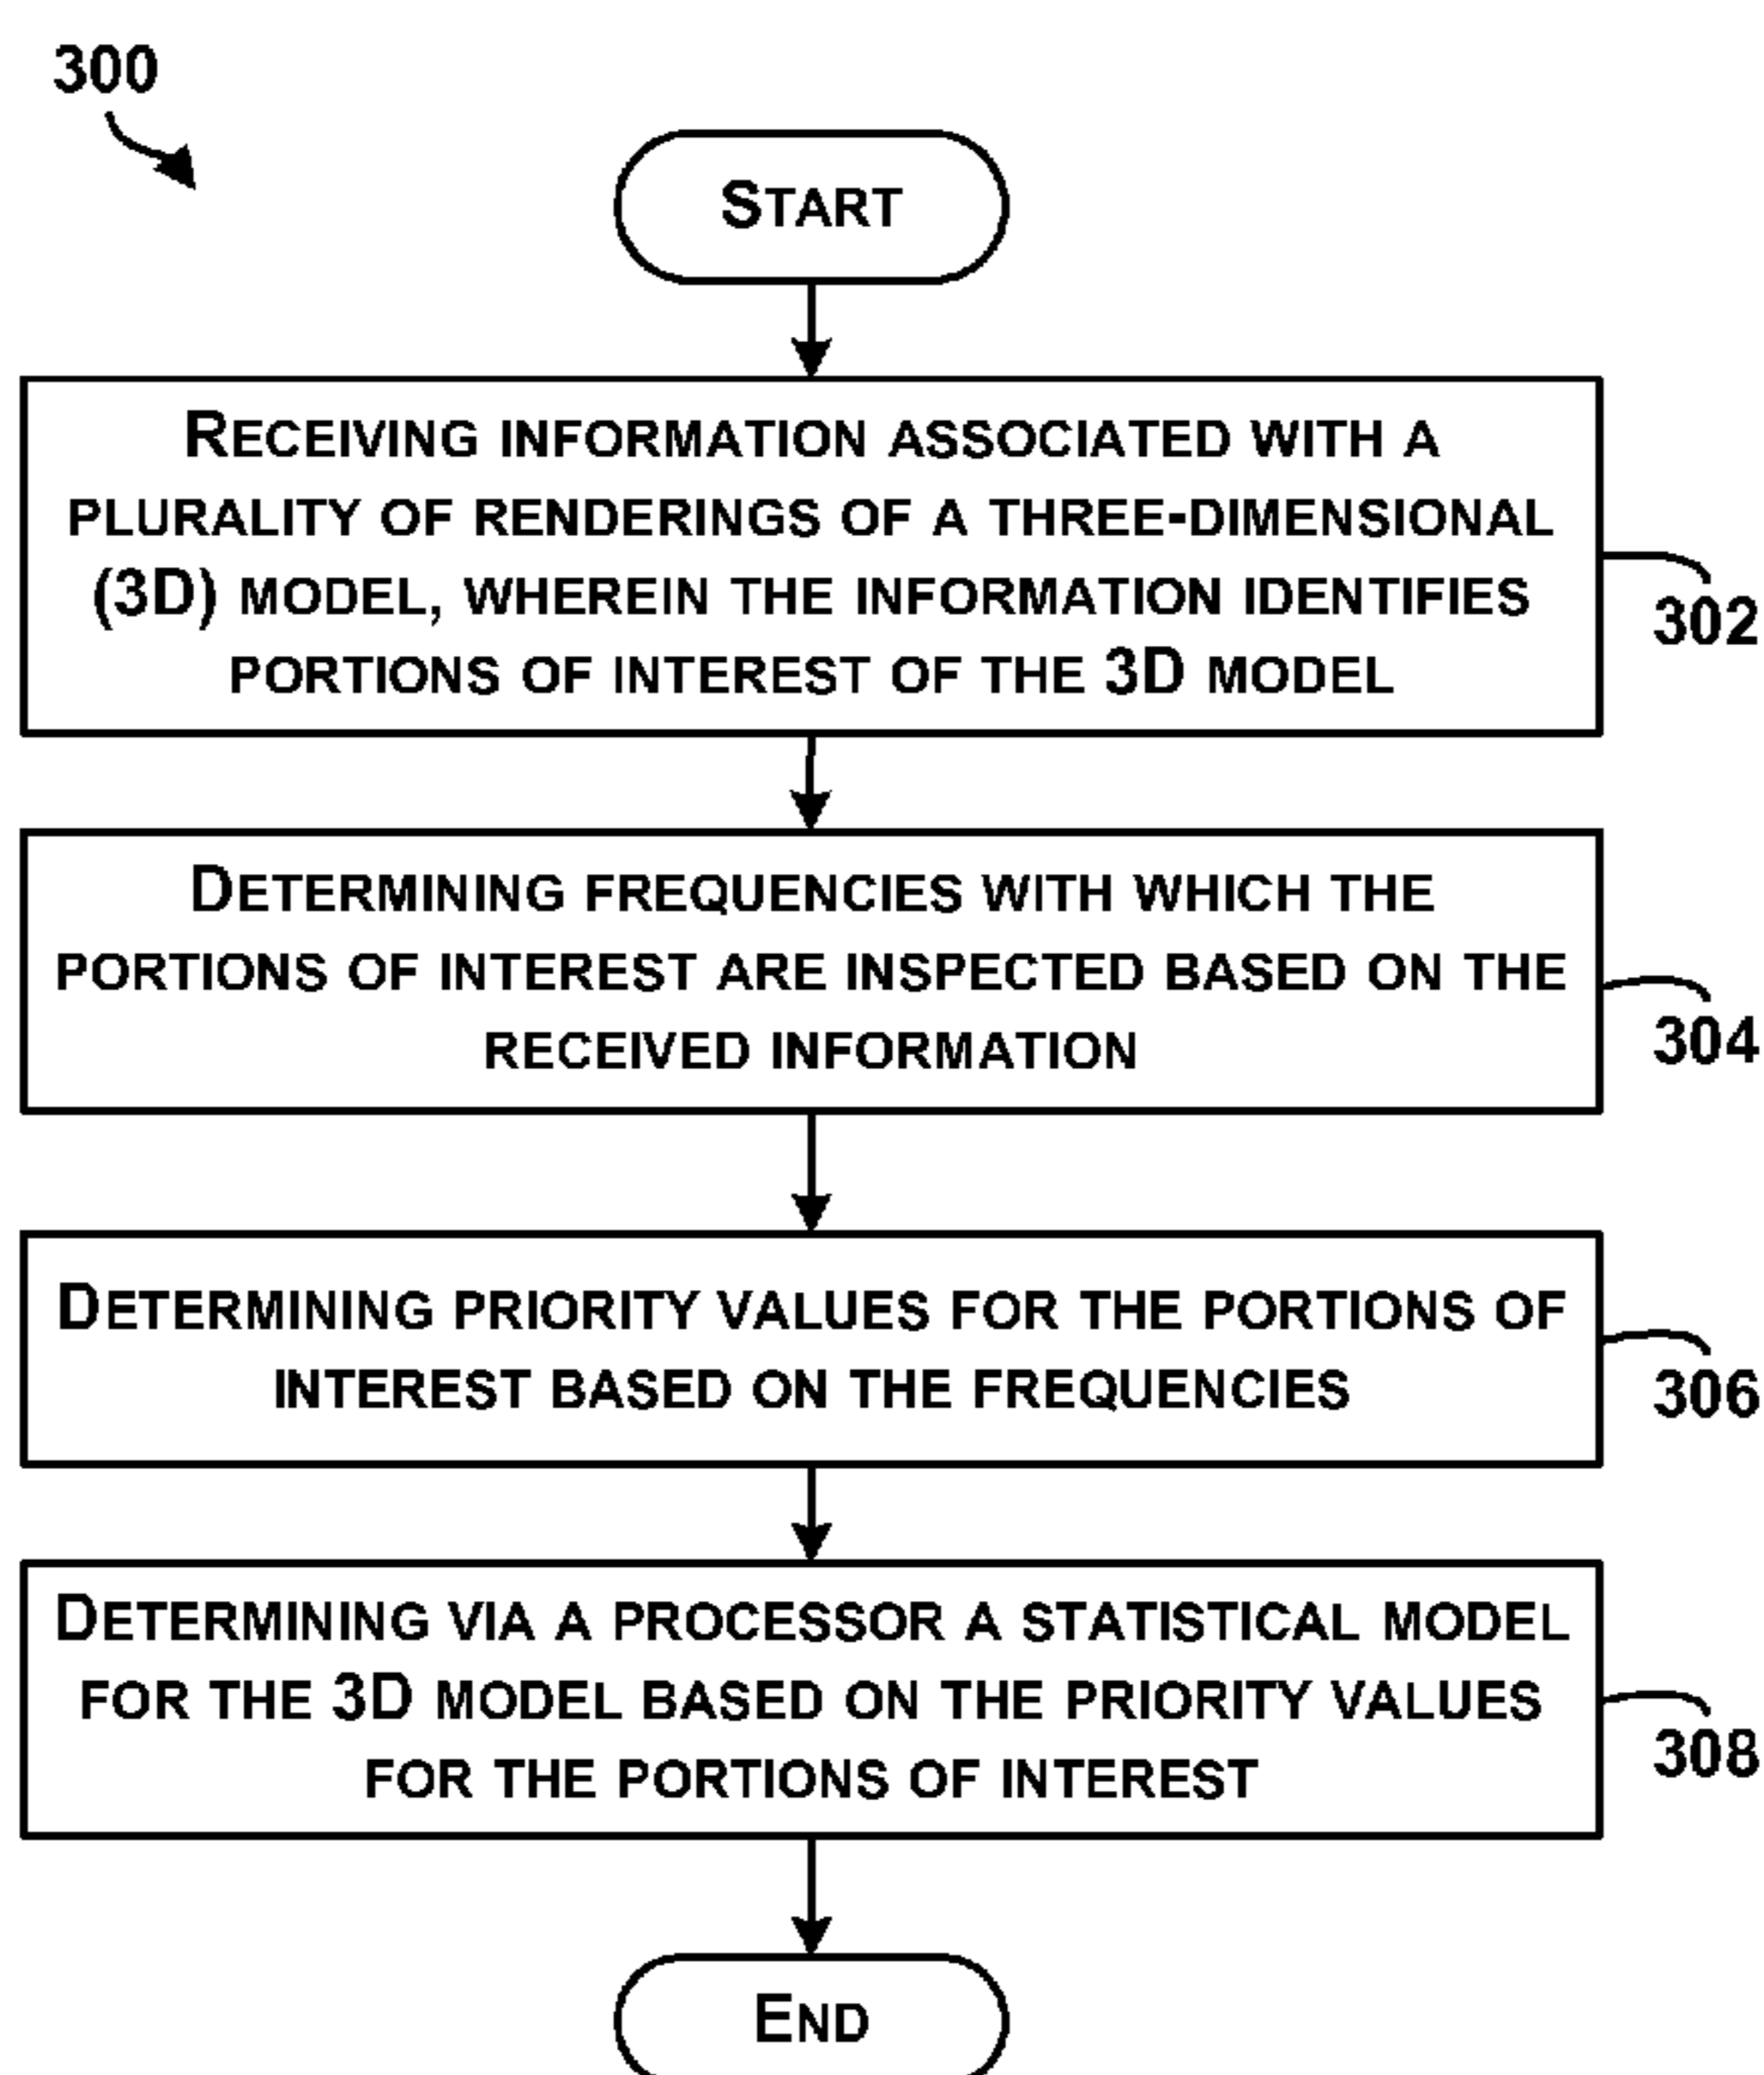 300
START
RECEIVING INFORMATION ASSOCIATED WITH A
PLURALITY OF RENDERINGS OF A THREE-DIMENSIONAL
(3D) MODEL, WHEREIN THE INFORMATION IDENTIFIES
PORTIONS OF INTEREST OF THE 3D MODEL
302
DETERMINING FREQUENCIES WITH WHICH THE
PORTIONS OF INTEREST ARE INSPECTED BASED ON THE
RECEIVED INFORMATION
304
DETERMINING PRIORITY VALUES FOR THE PORTIONS OF
INTEREST BASED ON THE FREQUENCIES
306
DETERMINING VIA A PROCESSOR A STATISTICAL MODEL
FOR THE 3D MODEL BASED ON THE PRIORITY VALUES
FOR THE PORTIONS OF INTEREST
308
END